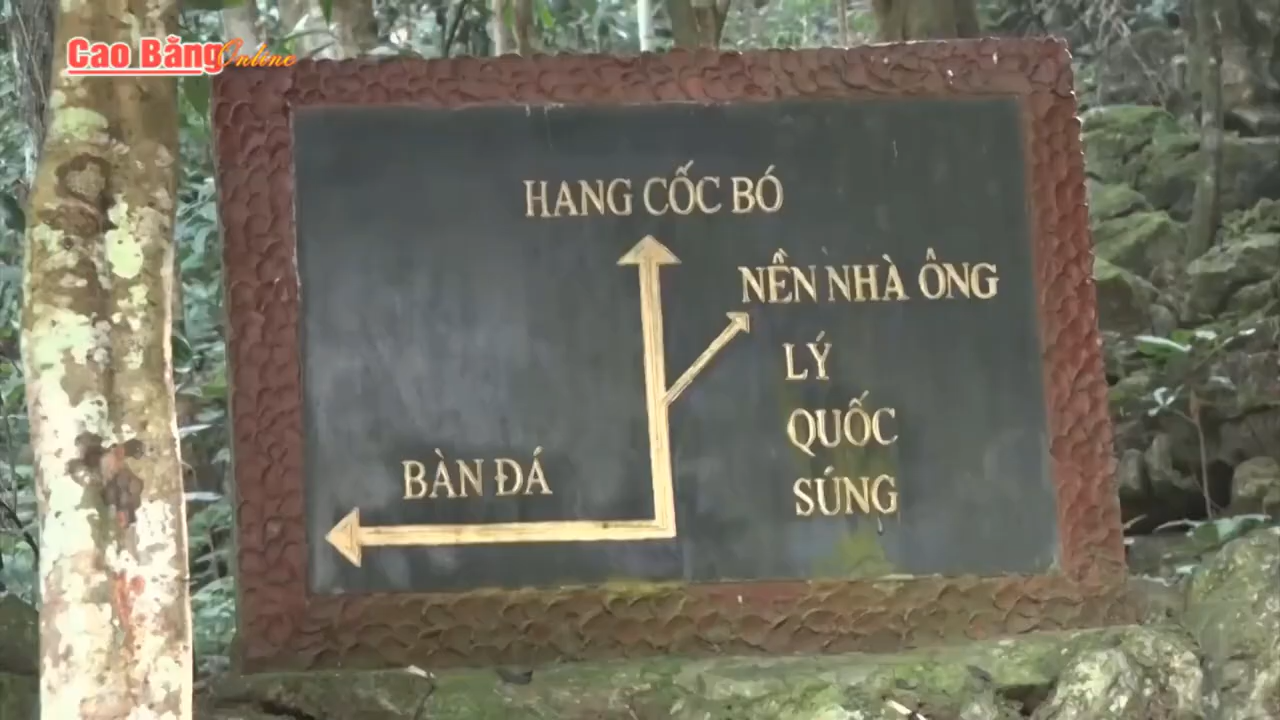 Cao Bằng Online
HANG CỐC BÓ
NỀN NHÀ ÔNG
LÝ
QUỐC
SÚNG
BÀN ĐÁ